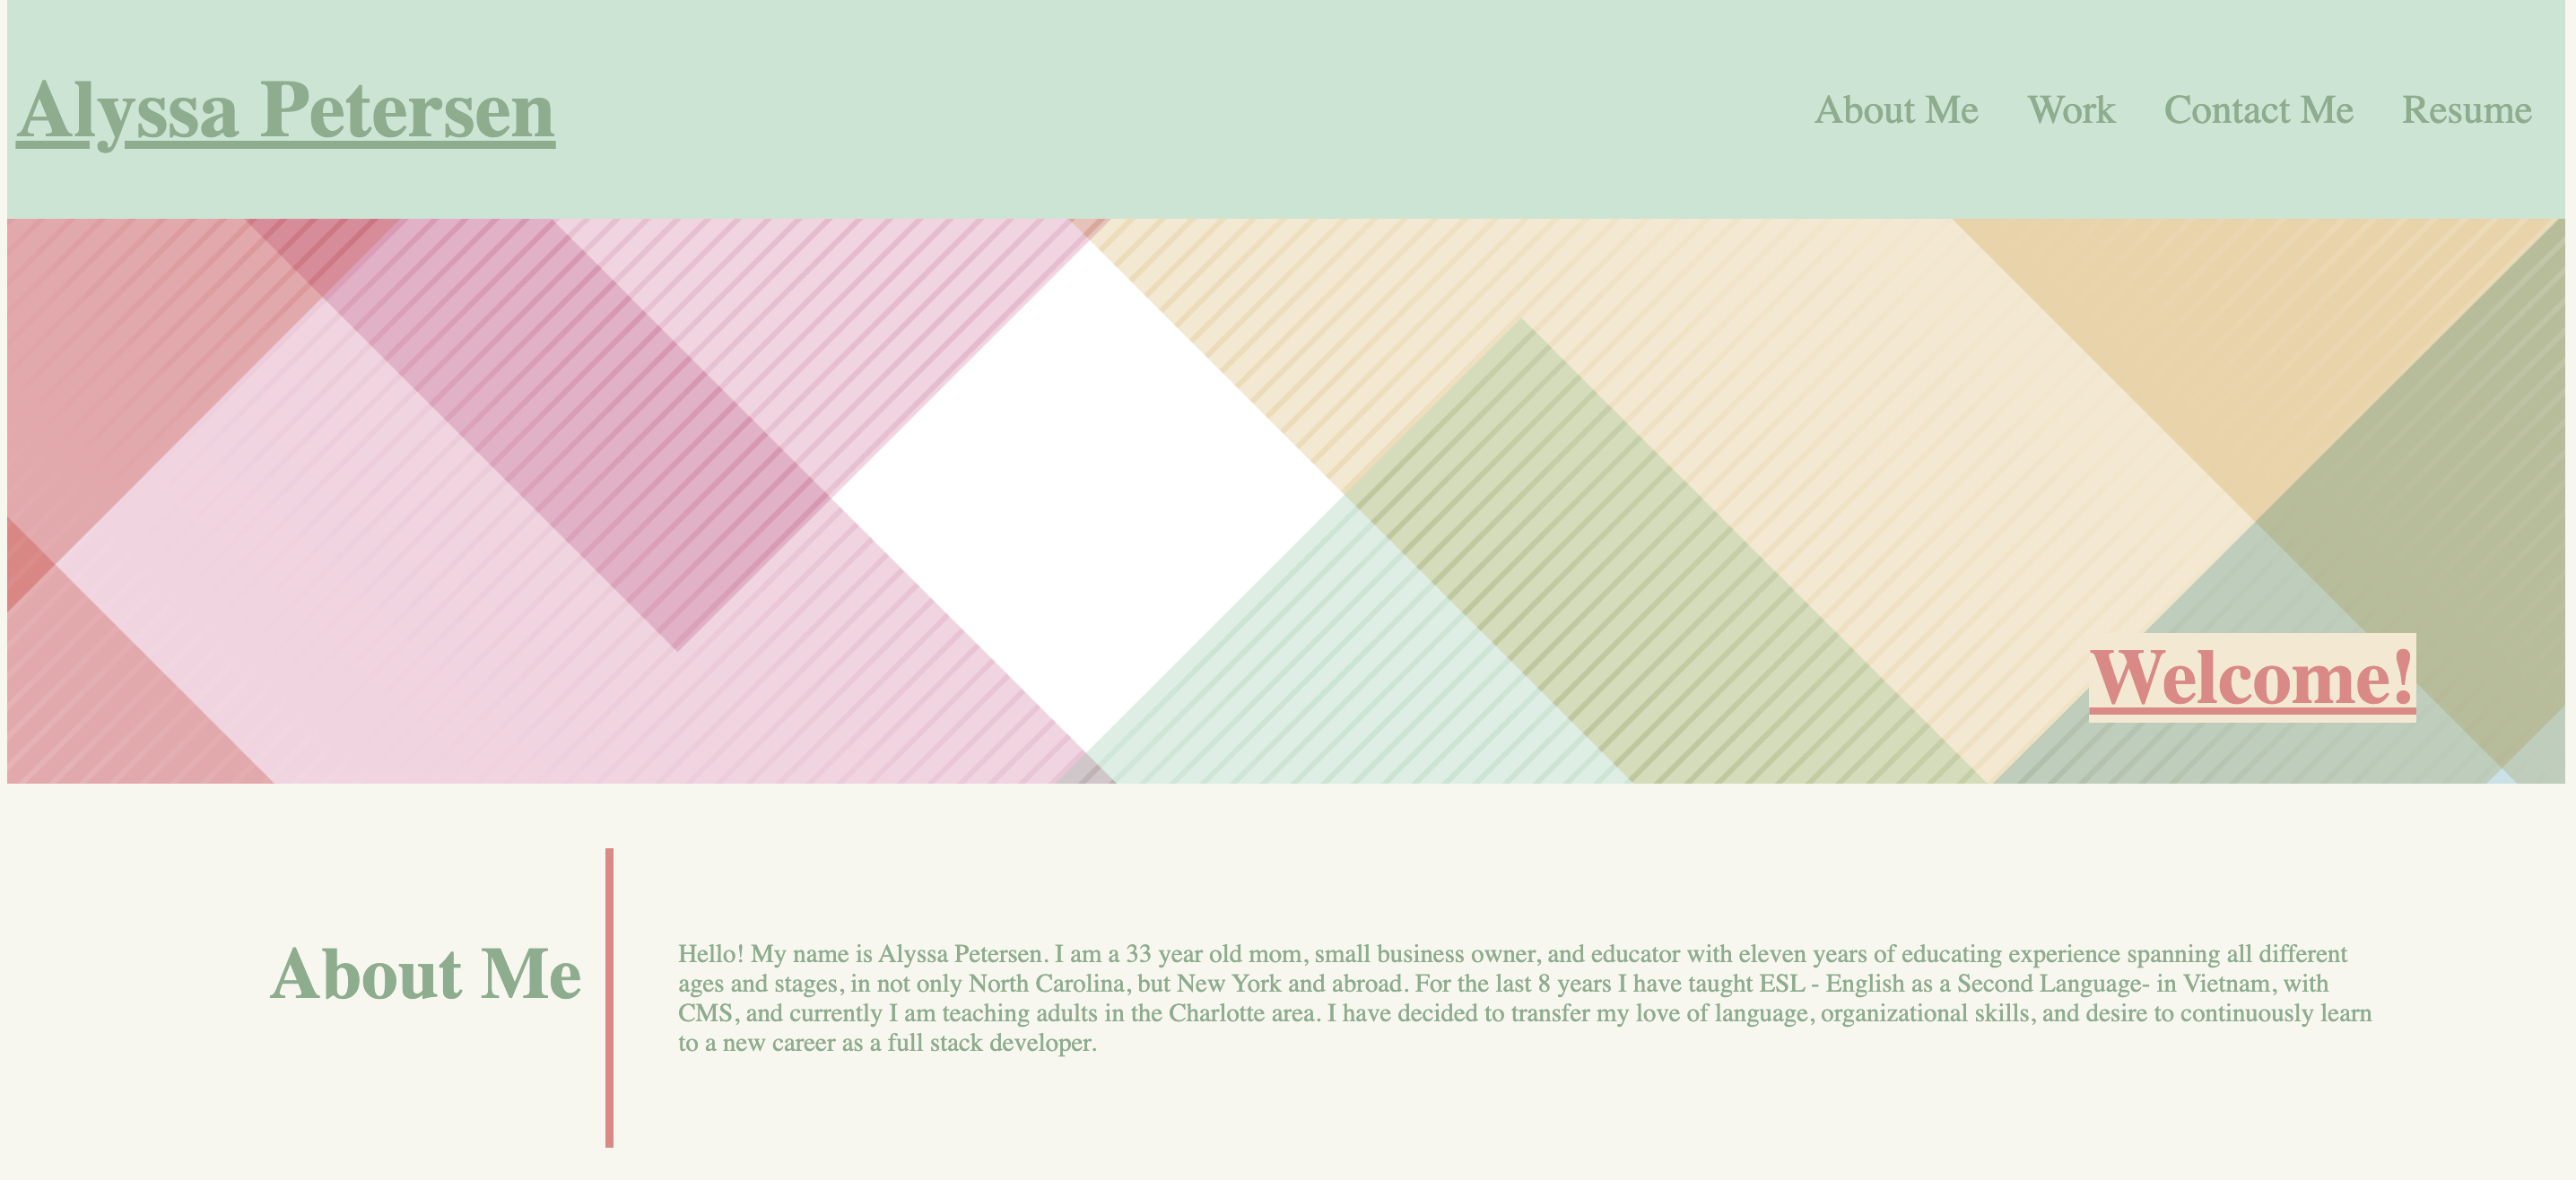 Alyssa Petersen
About Me Work Contact Me Resume
Welcome!
About Me
Hello! My name is Alyssa Petersen. I am a 33 year old mom, small business owner, and educator with eleven years of educating experience spanning all different
ages and stages, in not only North Carolina, but New York and abroad. For the last 8 years I have taught ESL - English as a Second Language- in Vietnam, with
CMS, and currently I am teaching adults in the Charlotte area. I have decided to transfer my love of language, organizational skills, and desire to continuously learn
to a new career as a full stack developer.